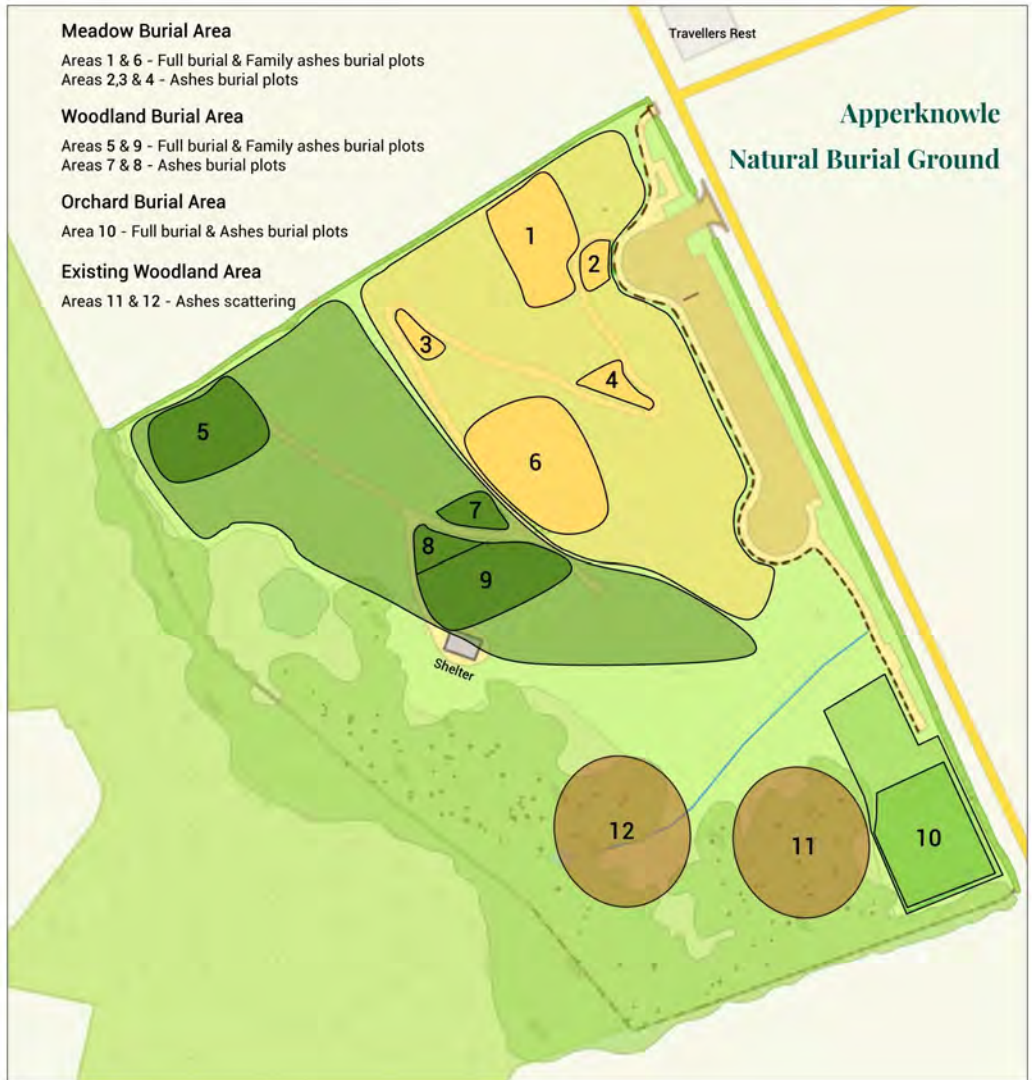 Meadow Burial Area
Areas 1 & 6 - Full burial & Family ashes burial plots
Areas 2,3 & 4 - Ashes burial plots
Woodland Burial Area
Areas 5 & 9 - Full burial & Family ashes burial plots
Areas 7 & 8 - Ashes burial plots
Orchard Burial Area
Area 10 - Full burial & Ashes burial plots
Existing Woodland Area
Areas 11 & 12 - Ashes scattering
Travellers Rest
Apperknowle
Natural Burial Ground
1
2
3
4
5
6
7
8
9
Shelter
12
11
10